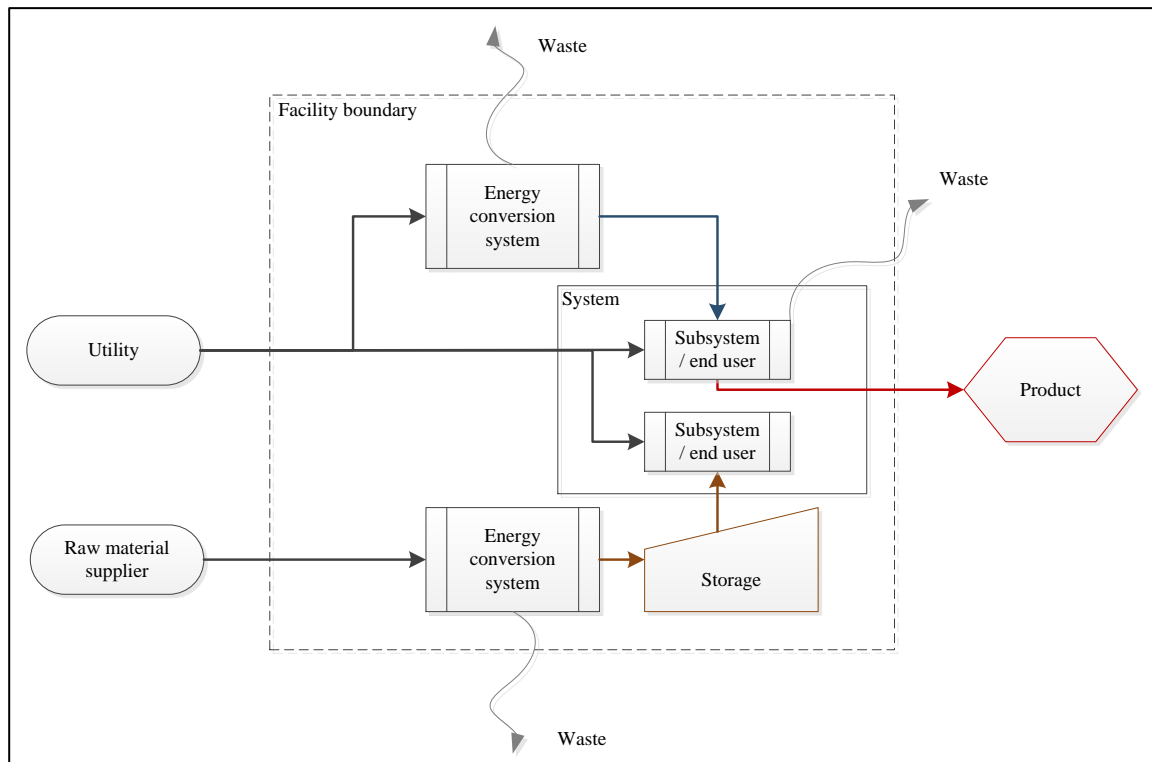 Waste
Facility boundary
Energy
conversion
system
Waste
System
Utility
Subsystem
/ end user
Product
Subsystem
/ end user
Raw material
supplier
Energy
conversion
system
Storage
Waste